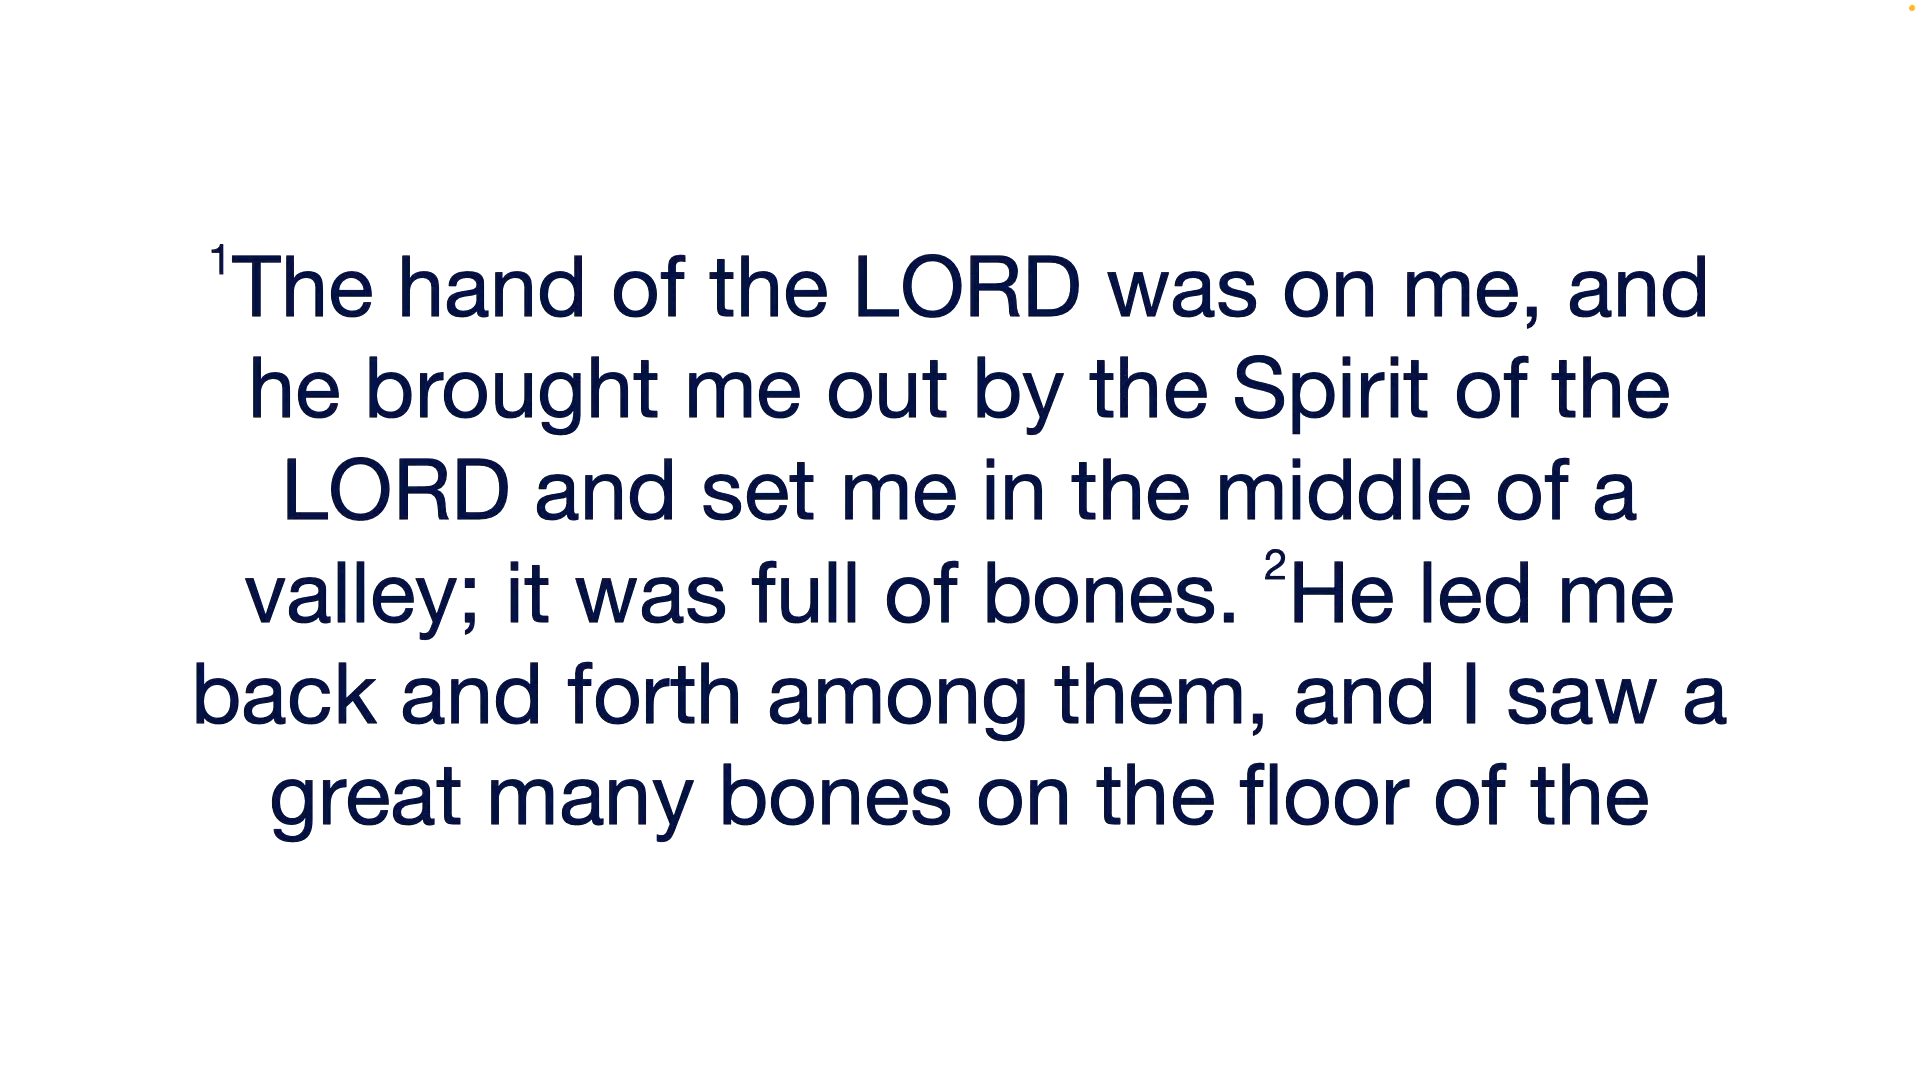 ¹The hand of the LORD was on me, and
he brought me out by the Spirit of the
LORD and set me in the middle of a
valley; it was full of bones. ²He led me
back and forth among them, and I saw a
great many bones on the floor of the